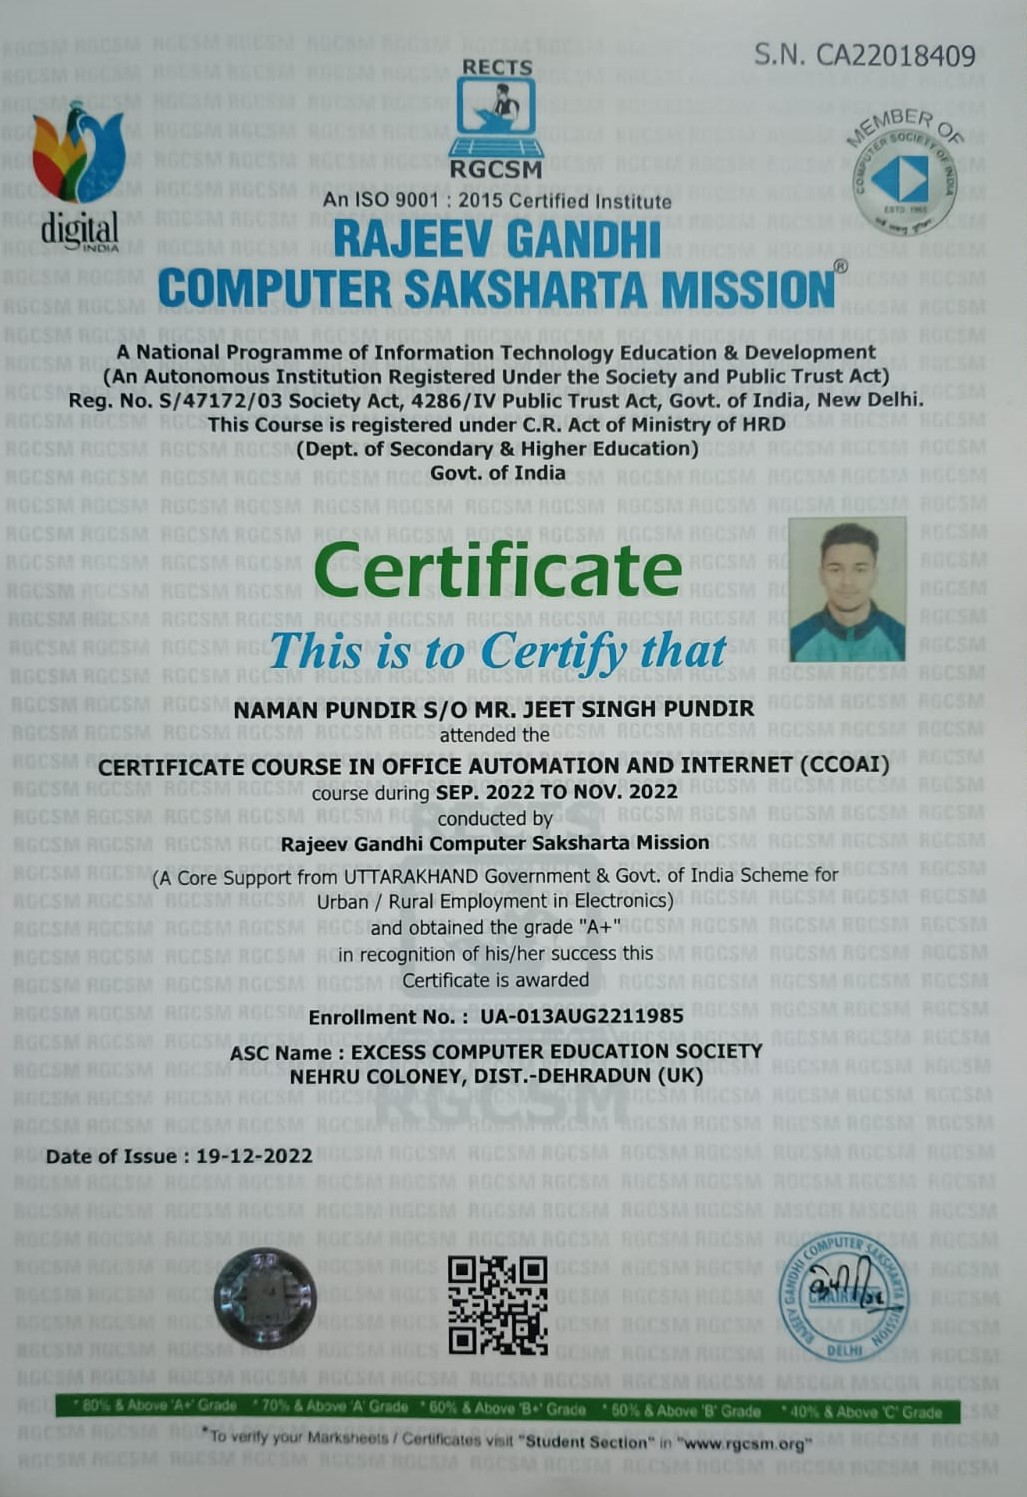 S.N. CA22018409
RECTS
RGCSM
digital
INDIA
MEMBER OF
COMPUTER SOCIETY OF INDIA
ESTD. 1965
An ISO 9001 : 2015 Certified Institute
RAJEEV GANDHI
COMPUTER SAKSHARTA MISSION®
A National Programme of Information Technology Education & Development
(An Autonomous Institution Registered Under the Society and Public Trust Act)
Reg. No. S/47172/03 Society Act, 4286/IV Public Trust Act, Govt. of India, New Delhi.
This Course is registered under C.R. Act of Ministry of HRD
(Dept. of Secondary & Higher Education)
Govt. of India
Certificate
This is to Certify that
NAMAN PUNDIR S/O MR. JEET SINGH PUNDIR
attended the
CERTIFICATE COURSE IN OFFICE AUTOMATION AND INTERNET (CCOAI)
course during SEP. 2022 TO NOV. 2022
conducted by
Rajeev Gandhi Computer Saksharta Mission
(A Core Support from UTTARAKHAND Government & Govt. of India Scheme for
Urban / Rural Employment in Electronics)
and obtained the grade "A+"
in recognition of his/her success this
Certificate is awarded
Enrollment No. : UA-013AUG2211985
ASC Name : EXCESS COMPUTER EDUCATION SOCIETY
NEHRU COLONEY, DIST.-DEHRADUN (UK)
Date of Issue : 19-12-2022
RAJEEV GANDHI COMPUTER SAKSHARTA MISSION
DELHI
* 80% & Above 'A+' Grade * 70% & Above 'A' Grade * 60% & Above 'B+' Grade * 50% & Above 'B' Grade * 40% & Above 'C' Grade
*To verify your Marksheets / Certificates visit "Student Section" in "www.rgcsm.org"